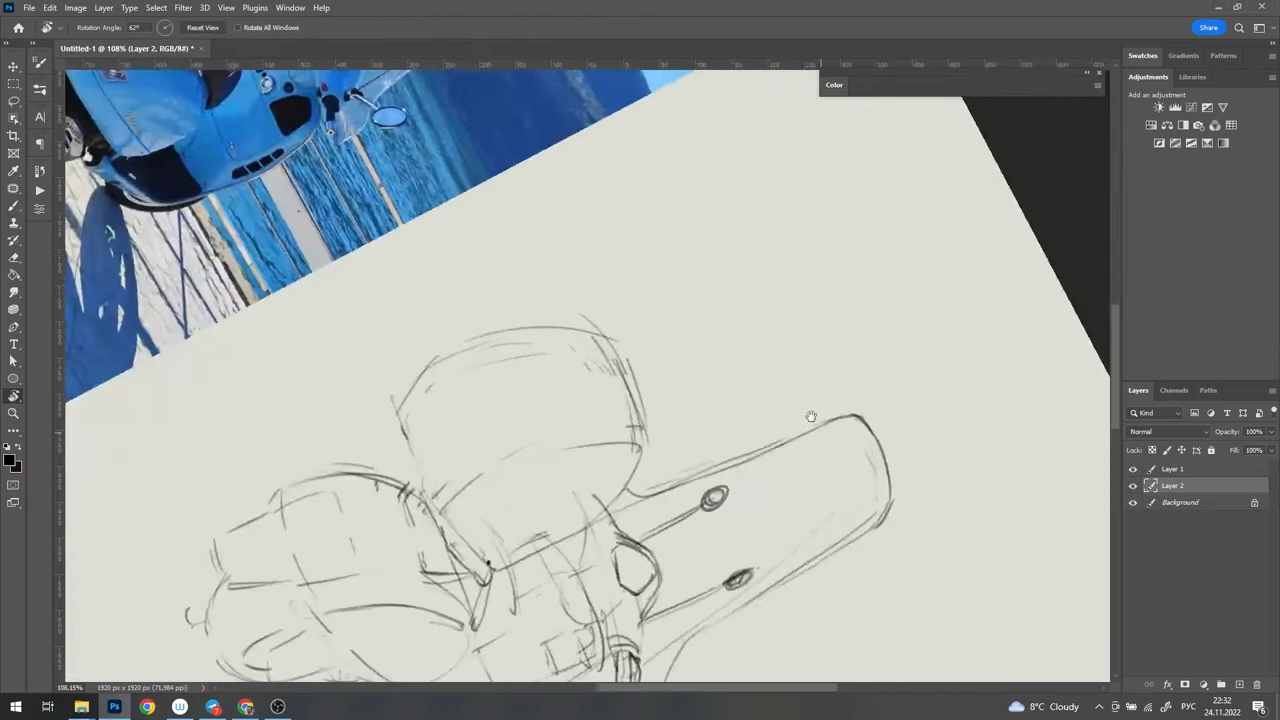 Ps File Edit Image Layer Type Select Filter 3D View Plugins Window Help
Rotation Angle: 62° Reset View Rotate All Windows Share
Untitled-1 @ 108% (Layer 2, RGB/8#) *
Swatches Gradients Patterns
Color
Adjustments Libraries
Add an adjustment
Layers Channels Paths
Kind
Normal Opacity: 100%
Lock: Fill: 100%
Layer 1
Layer 2
Background
108,15% 1920 px x 1920 px (71,984 ppi)
8°C Cloudy РУС 22:32
24.11.2022